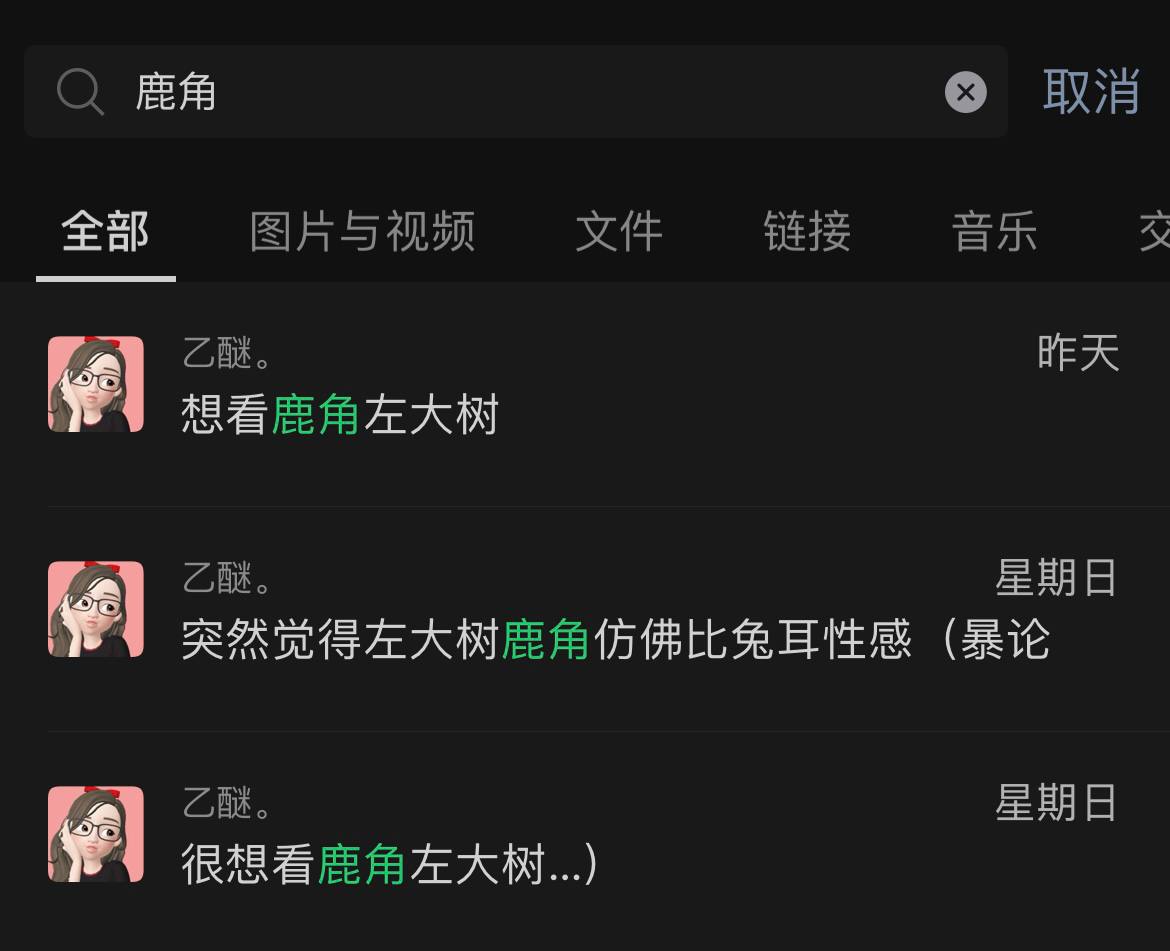 鹿角
取消
全部 图片与视频 文件 链接 音乐
乙醚。 昨天
想看鹿角左大树
乙醚。 星期日
突然觉得左大树鹿角仿佛比兔耳性感（暴论
乙醚。 星期日
很想看鹿角左大树...)